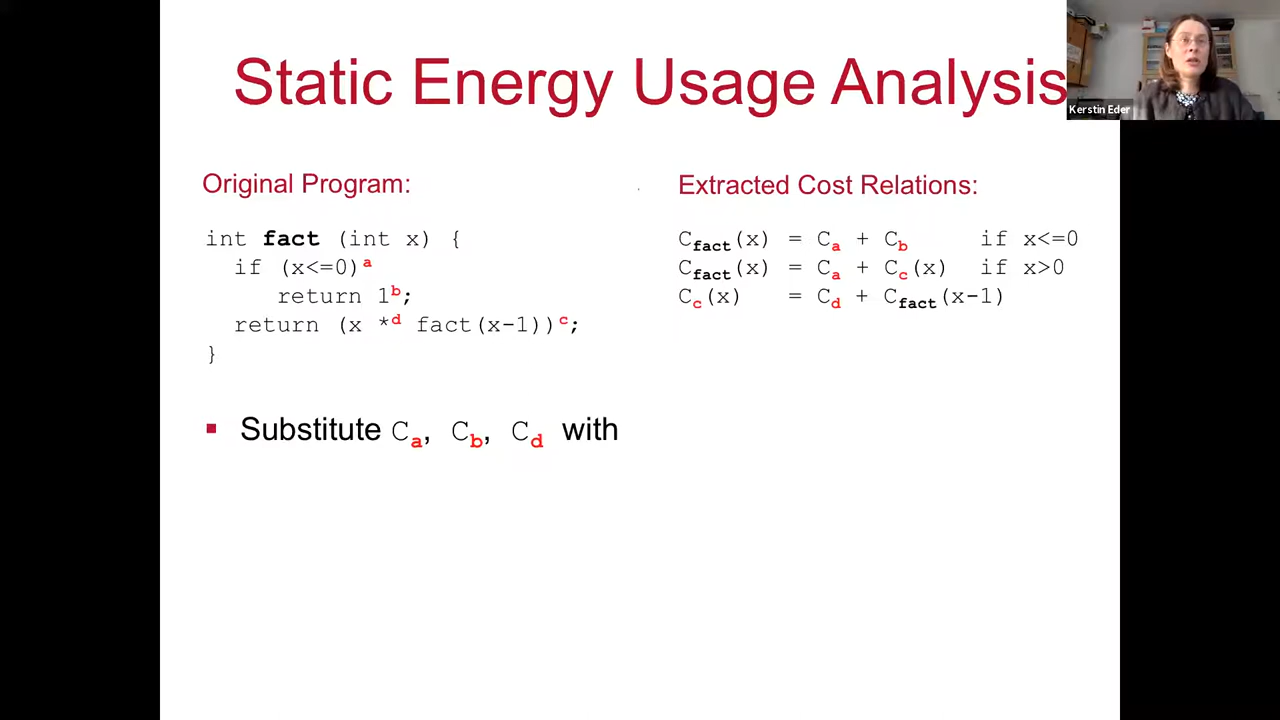 Static Energy Usage Analysis
Kerstin Eder
Original Program:
int fact (int x) {
if (x<=0)a
return 1b;
return (x *d fact(x-1))c;
}
Extracted Cost Relations:
Cfact(x) = Ca + Cb if x<=0
Cfact(x) = Ca + Cc(x) if x>0
Cc(x) = Cd + Cfact(x-1)
▪ Substitute Ca, Cb, Cd with